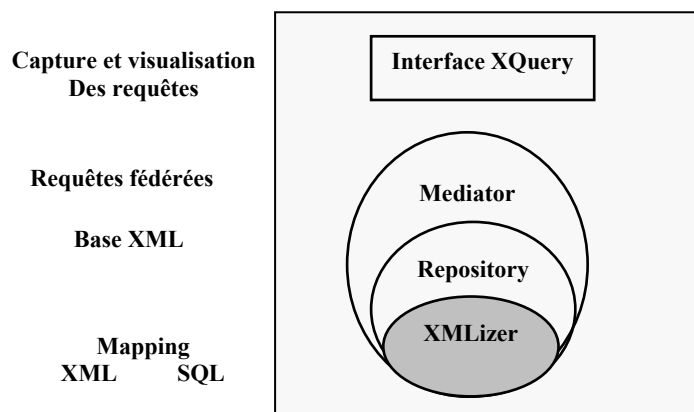 Capture et visualisation
Des requêtes
Interface XQuery
Requêtes fédérées
Mediator
Base XML
Repository
XMLizer
Mapping
XML SQL